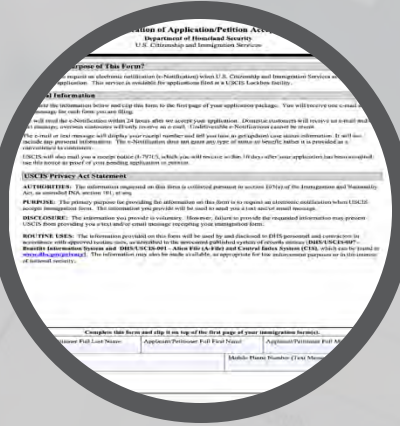 ation of Application/Petition Acce
Department of Homeland Security
U.S. Citizenship and Immigration Services
urpose of This Form?
request an electronic notification (e-Notification) when U.S. Citizenship and Immigration Services
application. This service is available for applications filed at a USCIS Lockbox facility.
al Information
the information below and clip this form to the first page of your application package. You will receive one e-mail
message for each form you are filing.
will send the e-Notification within 24 hours after we accept your application. Domestic customers will receive an e-mail and/
message; overseas customers will only receive an e-mail. Undeliverable e-Notifications cannot be resent.
The e-mail or text message will display your receipt number and tell you how to get updated case status information. It will not
include any personal information. The e-Notification does not grant any type of status or benefit; rather it is provided as a
convenience to customers.
USCIS will also mail you a receipt notice (I-797C), which you will receive within 10 days after your application has been accepted;
use this notice as proof of your pending application or petition.
USCIS Privacy Act Statement
AUTHORITIES: The information requested on this form is collected pursuant to section 103(a) of the Immigration and Nationality
Act, as amended INA section 101, et seq.
PURPOSE: The primary purpose for providing the information on this form is to request an electronic notification when USCIS
accepts immigration form. The information you provide will be used to send you a text and/or email message.
DISCLOSURE: The information you provide is voluntary. However, failure to provide the requested information may prevent
USCIS from providing you a text and/or email message receipting your immigration form.
ROUTINE USES: The information provided on this form will be used by and disclosed to DHS personnel and contractors in
accordance with approved routine uses, as described in the associated published system of records notices [DHS/USCIS-007 -
Benefits Information System and DHS/USCIS-001 - Alien File (A-File) and Central Index System (CIS), which can be found at
www.dhs.gov/privacy]. The information may also be made available, as appropriate for law enforcement purposes or in the interest
of national security.
Complete this form and clip it on top of the first page of your immigration form(s).
Petitioner Full Last Name
Applicant/Petitioner Full First Name
Applicant/Petitioner Full M
Mobile Phone Number (Text Messa